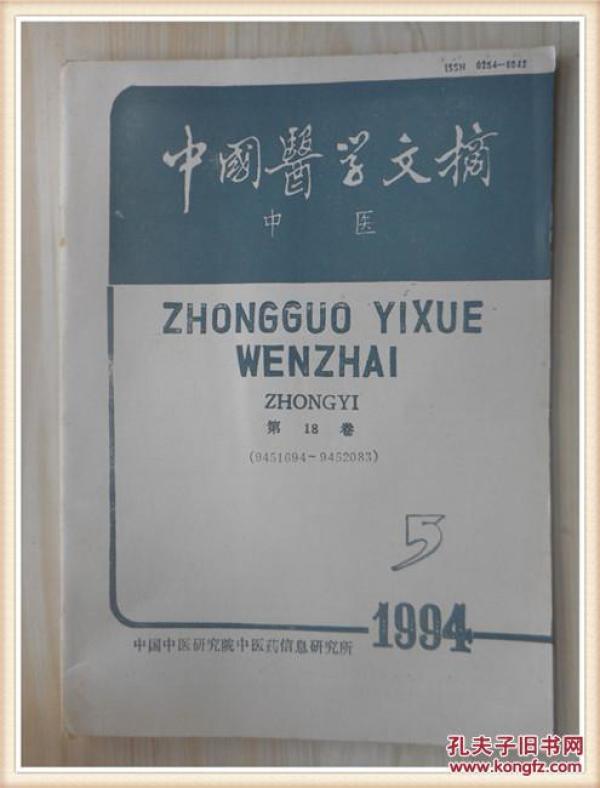 ISSN 0254-9042
中國醫学文摘
中医
ZHONGGUO YIXUE
WENZHAI
ZHONGYI
第 18 卷
(9451694-9452083)
5
1994
中国中医研究院中医药信息研究所
孔夫子旧书网
www.kongfz.com